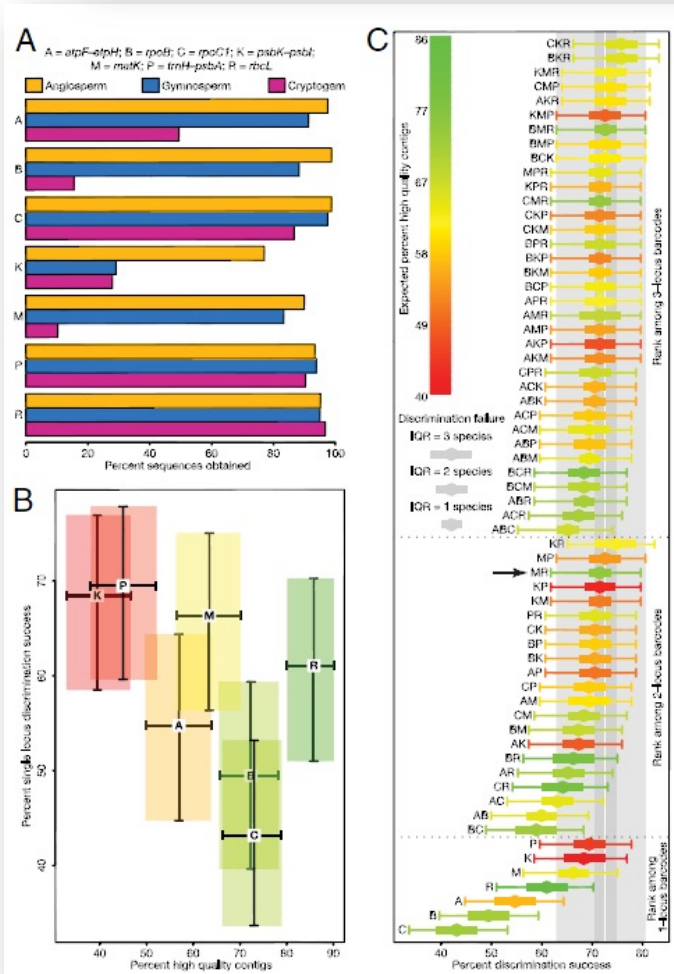 A
A = atpF–atpH; B = rpoB; C = rpoC1; K = psbK–psbI;
M = matK; P = trnH–psbA; R = rbcL
Angiosperm
Gymnosperm
Cryptogam
A
B
C
K
M
P
R
0
20
40
60
80
100
Percent sequences obtained
B
Percent single locus discrimination success
70
60
50
40
K
P
M
R
A
B
C
40
50
60
70
80
90
Percent high quality contigs
C
Expected percent high quality contigs
86
77
67
58
49
40
Discrimination failure
IQR = 3 species
IQR = 2 species
IQR = 1 species
CKR
BKR
KMR
CMP
AKR
KMP
BMR
BMP
BCK
MPR
KPR
CMR
CKP
CKM
BPR
BKP
BKM
BCP
APR
AMR
AMP
AKP
AKM
CPR
ACK
ABK
ACP
ACM
ABP
ABM
BCR
BCM
ABR
ACR
ABC
Rank among 3–locus barcodes
KR
MP
MR
KP
KM
PR
CK
BP
BK
AP
CP
AM
CM
BM
AK
BR
AR
CR
AC
AB
BC
Rank among 2–locus barcodes
P
K
M
R
A
B
C
Rank among
1–locus barcodes
40
50
60
70
80
Percent discrimination success